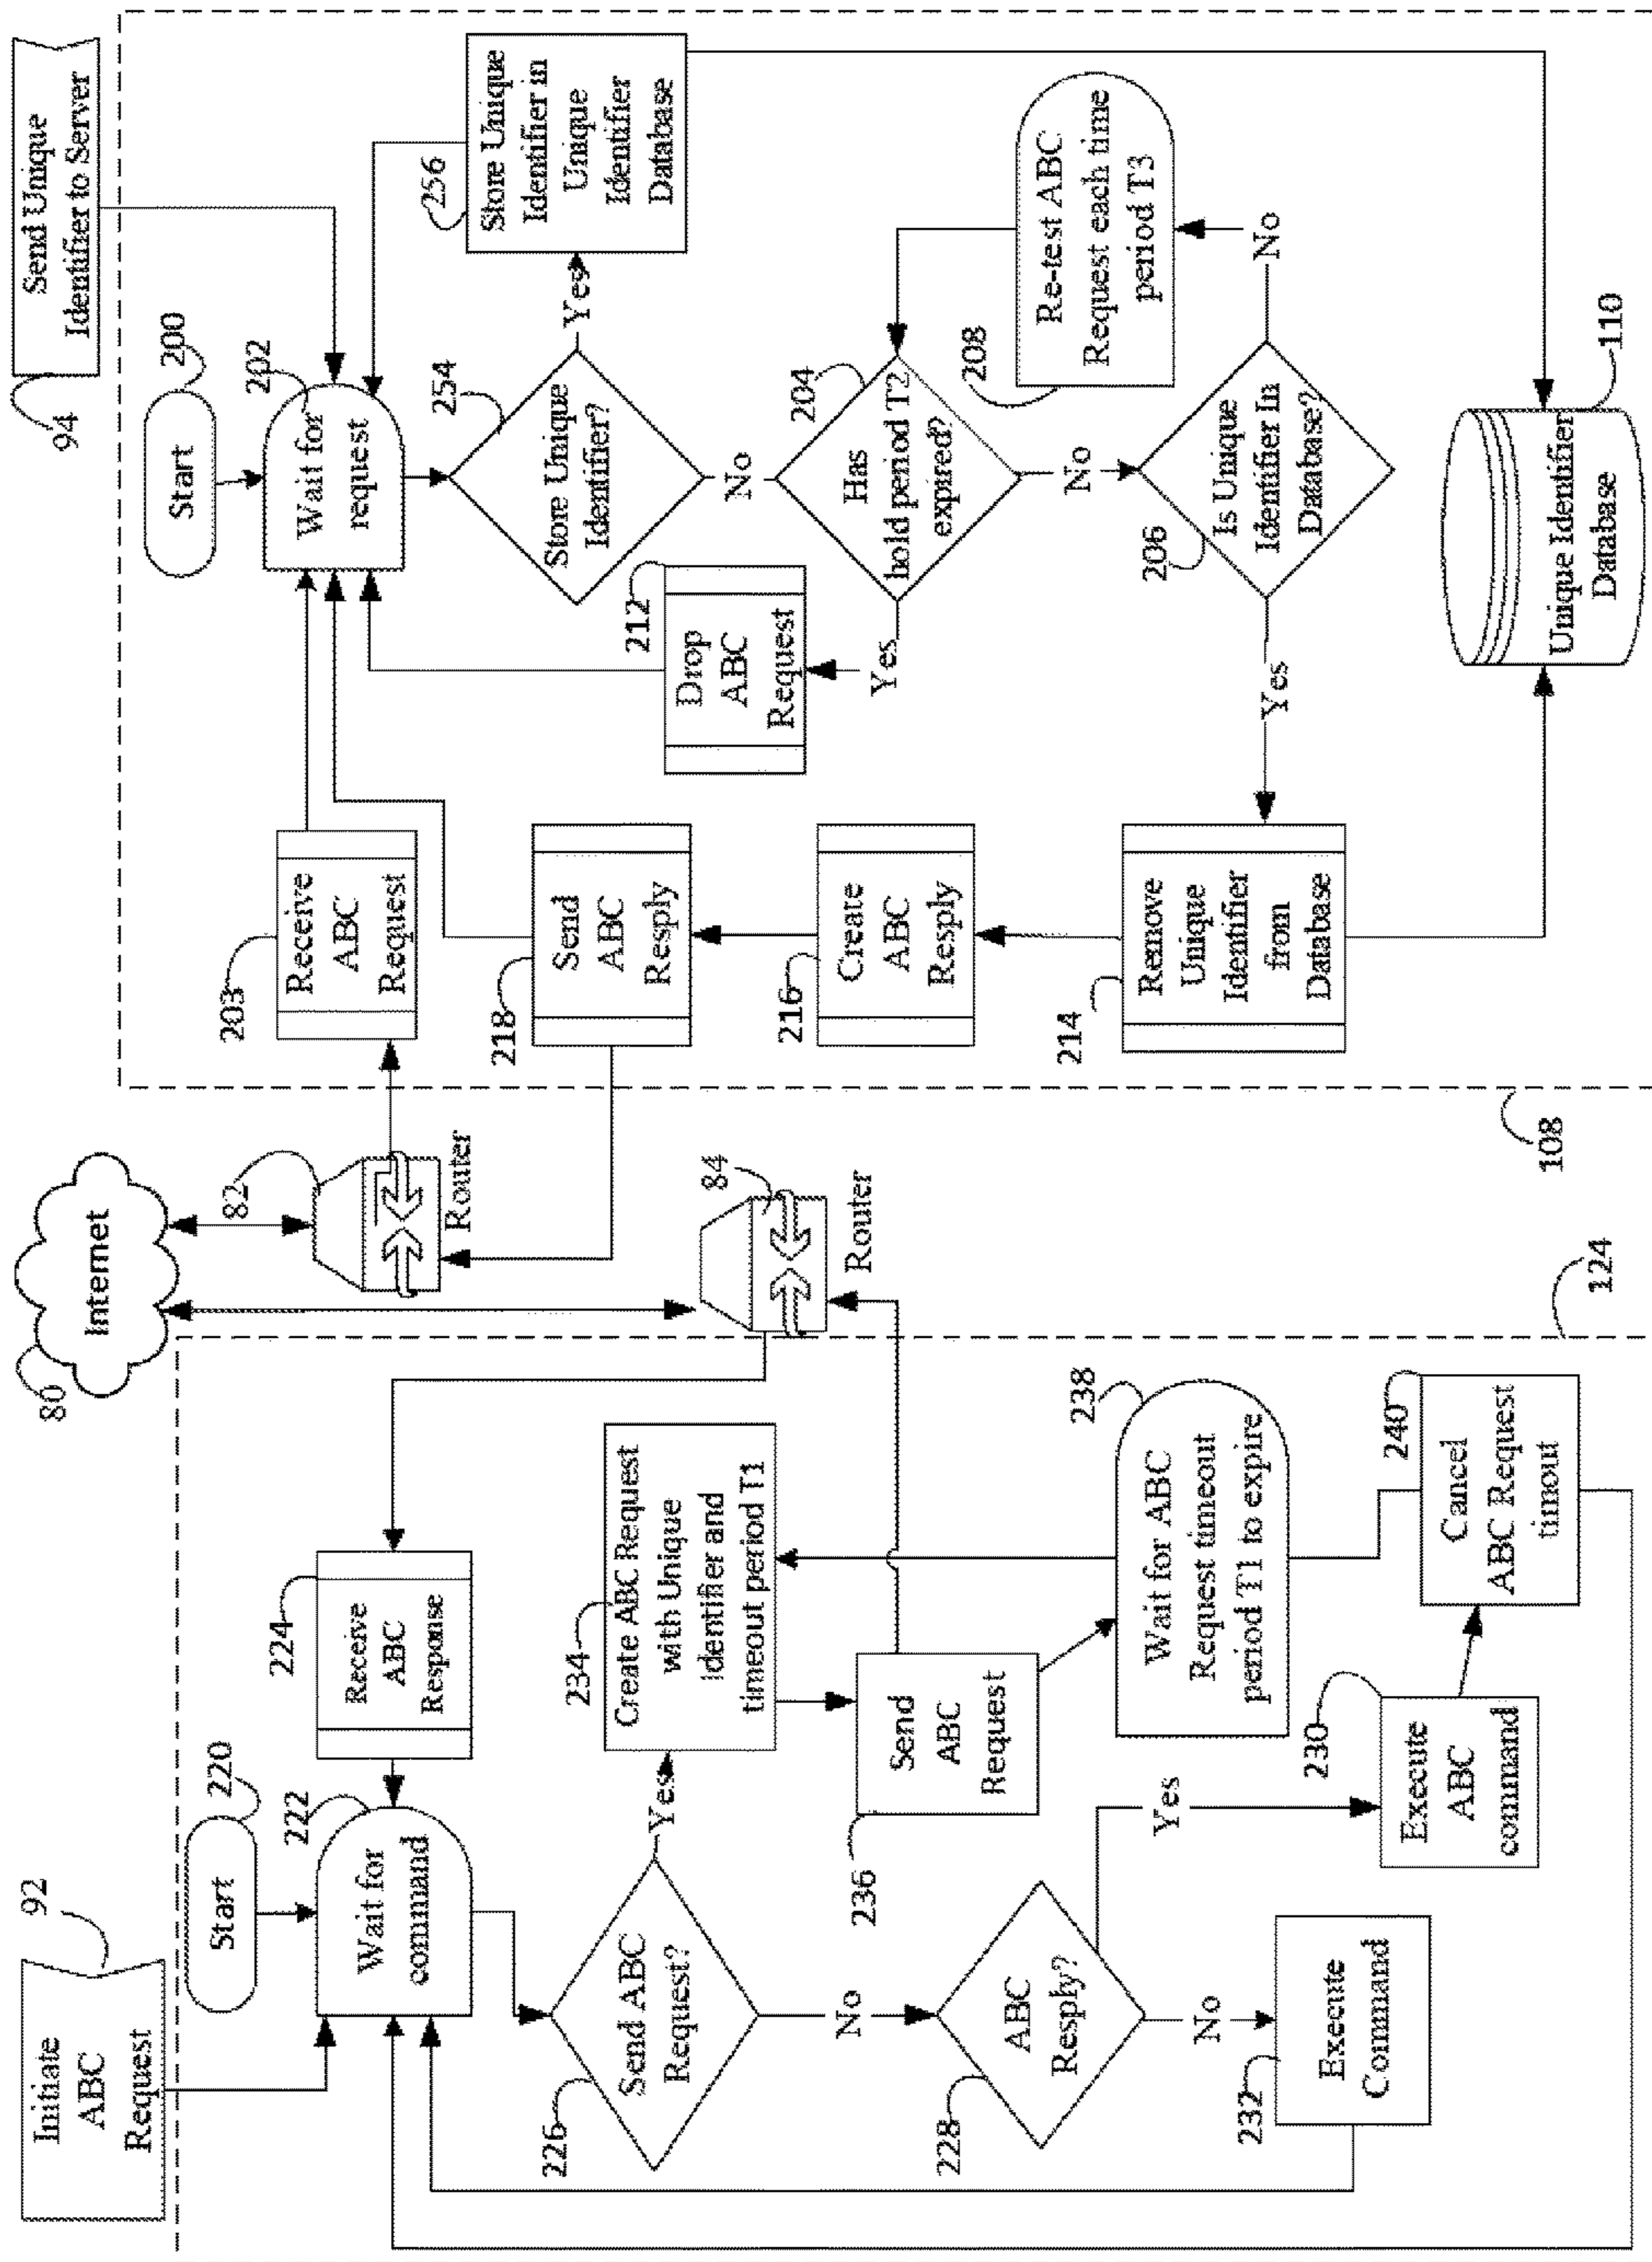 Initiate
ABC
Request
92
Start
220
222
Wait for
command
224
Receive
ABC
Response
226
Send ABC
Request?
Yes
234
Create ABC Request
with Unique
Identifier and
timeout period T1
No
228
ABC
Resply?
236
Send
ABC
Request
Yes
238
Wait for ABC
Request timeout
period T1 to expire
No
232
Execute
Command
230
Execute
ABC
command
240
Cancel
ABC Request
timout
124
80
Internet
82
Router
84
Router
108
94
Send Unique
Identifier to Server
Start
200
202
Wait for
request
203
Receive
ABC
Request
254
Store Unique
Identifier?
Yes
256
Store Unique
Identifier in
Unique
Identifier
Database
No
218
Send
ABC
Resply
212
Drop
ABC
Request
Yes
204
Has
hold period T2
expired?
208
Re-test ABC
Request each time
period T3
No
216
Create
ABC
Resply
206
Is Unique
Identifier In
Database?
No
Yes
214
Remove
Unique
Identifier
from
Database
110
Unique Identifier
Database